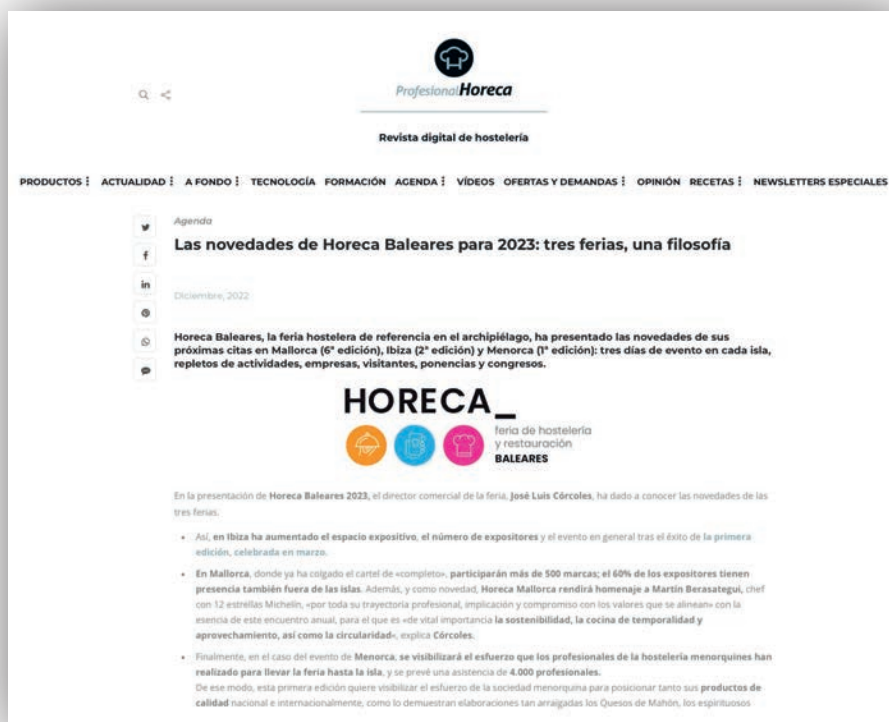 ProfesionalHoreca
Revista digital de hostelería
PRODUCTOS ⋮ ACTUALIDAD ⋮ A FONDO ⋮ TECNOLOGÍA FORMACIÓN AGENDA ⋮ VÍDEOS OFERTAS Y DEMANDAS ⋮ OPINIÓN RECETAS ⋮ NEWSLETTERS ESPECIALES
Agenda
Las novedades de Horeca Baleares para 2023: tres ferias, una filosofía
Diciembre, 2022
Horeca Baleares, la feria hostelera de referencia en el archipiélago, ha presentado las novedades de sus
próximas citas en Mallorca (6ª edición), Ibiza (2ª edición) y Menorca (1ª edición): tres días de evento en cada isla,
repletos de actividades, empresas, visitantes, ponencias y congresos.
HORECA_
feria de hostelería
y restauración
BALEARES
En la presentación de Horeca Baleares 2023, el director comercial de la feria, José Luis Córcoles, ha dado a conocer las novedades de las
tres ferias.
• Así, en Ibiza ha aumentado el espacio expositivo, el número de expositores y el evento en general tras el éxito de la primera
edición, celebrada en marzo.
• En Mallorca, donde ya ha colgado el cartel de «completo», participarán más de 500 marcas; el 60% de los expositores tienen
presencia también fuera de las islas. Además, y como novedad, Horeca Mallorca rendirá homenaje a Martín Berasategui, chef
con 12 estrellas Michelin, «por toda su trayectoria profesional, implicación y compromiso con los valores que se alinean» con la
esencia de este encuentro anual, para el que es «de vital importancia la sostenibilidad, la cocina de temporalidad y
aprovechamiento, así como la circularidad», explica Córcoles.
• Finalmente, en el caso del evento de Menorca, se visibilizará el esfuerzo que los profesionales de la hostelería menorquines han
realizado para llevar la feria hasta la isla, y se prevé una asistencia de 4.000 profesionales.
De ese modo, esta primera edición quiere visibilizar el esfuerzo de la sociedad menorquina para posicionar tanto sus productos de
calidad nacional e internacionalmente, como lo demuestran elaboraciones tan arraigadas los Quesos de Mahón, los espirituosos